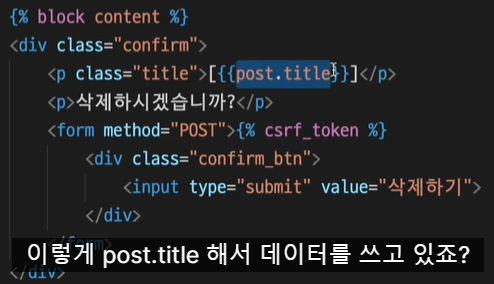 {% block content %}
<div class="confirm">
<p class="title">[{{post.title}}]</p>
<p>삭제하시겠습니까?</p>
<form method="POST">{% csrf_token %}
<div class="confirm_btn">
<input type="submit" value="삭제하기">
</div>
이렇게 post.title 해서 데이터를 쓰고 있죠?
</div>